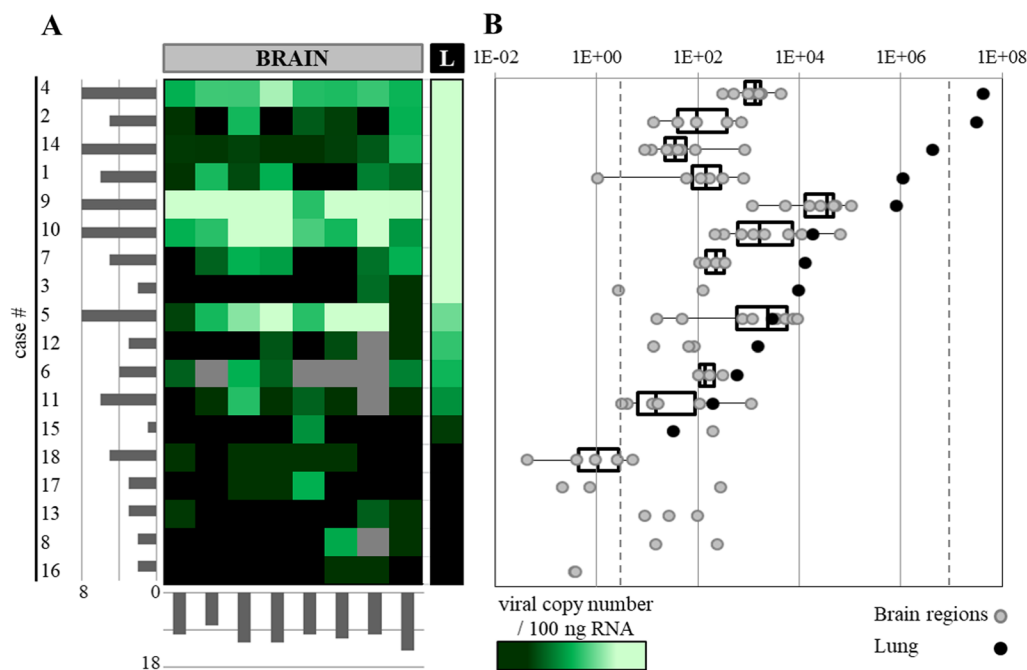 A
B
BRAIN
L
1E-02 1E+00 1E+02 1E+04 1E+06 1E+08
case #
4
2
14
1
9
10
7
3
5
12
6
11
15
18
17
13
8
16
8 0
18
viral copy number
/ 100 ng RNA
Brain regions
Lung